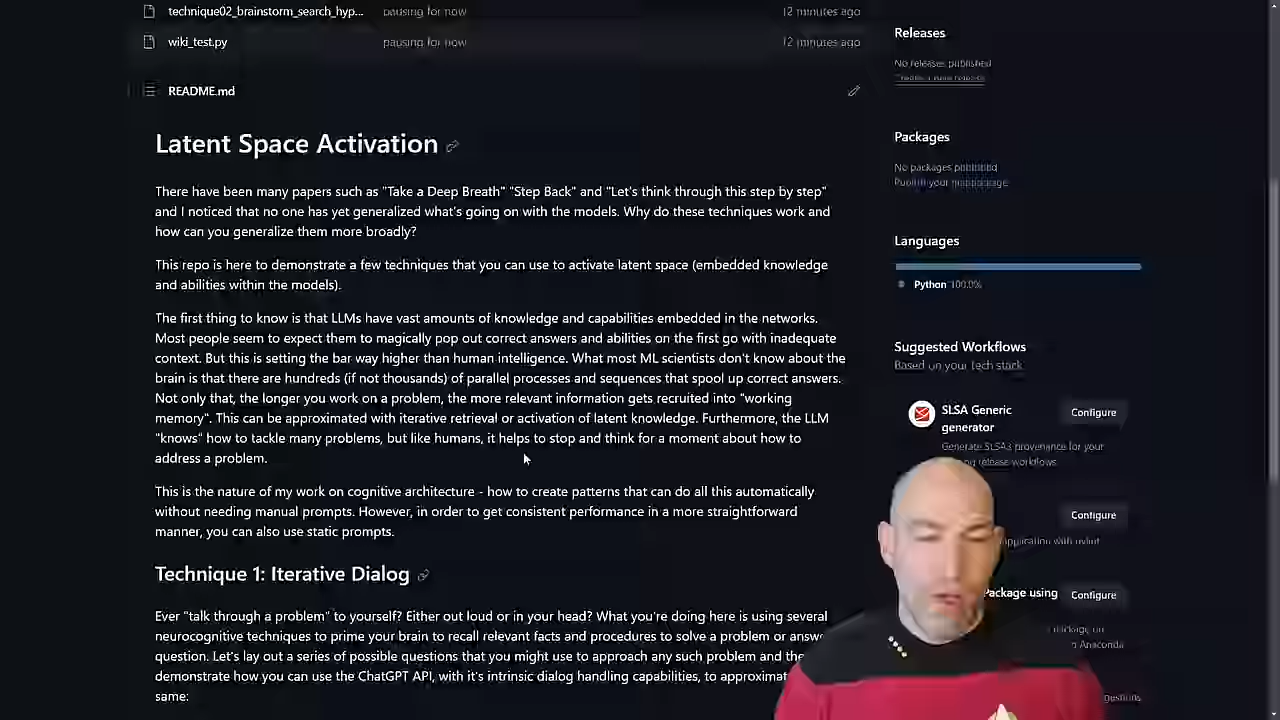 technique02_brainstorm_search_hyp... pausing for now 12 minutes ago
wiki_test.py pausing for now 12 minutes ago
README.md
Latent Space Activation
There have been many papers such as "Take a Deep Breath" "Step Back" and "Let's think through this step by step"
and I noticed that no one has yet generalized what's going on with the models. Why do these techniques work and
how can you generalize them more broadly?
This repo is here to demonstrate a few techniques that you can use to activate latent space (embedded knowledge
and abilities within the models).
The first thing to know is that LLMs have vast amounts of knowledge and capabilities embedded in the networks.
Most people seem to expect them to magically pop out correct answers and abilities on the first go with inadequate
context. But this is setting the bar way higher than human intelligence. What most ML scientists don't know about the
brain is that there are hundreds (if not thousands) of parallel processes and sequences that spool up correct answers.
Not only that, the longer you work on a problem, the more relevant information gets recruited into "working
memory". This can be approximated with iterative retrieval or activation of latent knowledge. Furthermore, the LLM
"knows" how to tackle many problems, but like humans, it helps to stop and think for a moment about how to
address a problem.
This is the nature of my work on cognitive architecture - how to create patterns that can do all this automatically
without needing manual prompts. However, in order to get consistent performance in a more straightforward
manner, you can also use static prompts.
Technique 1: Iterative Dialog
Ever "talk through a problem" to yourself? Either out loud or in your head? What you're doing here is using several
neurocognitive techniques to prime your brain to recall relevant facts and procedures to solve a problem or answe
question. Let's lay out a series of possible questions that you might use to approach any such problem and the
demonstrate how you can use the ChatGPT API, with it's intrinsic dialog handling capabilities, to approximat
same:
Releases
No releases published
Packages
No packages published
Publish your
Languages
Python 100.0%
Suggested Workflows
Based on your tech stack
SLSA Generic
generator
Configure
Generate SLSA3 provenance for your
release workflows
Configure
application with
Package using
Configure
package on
Anaconda